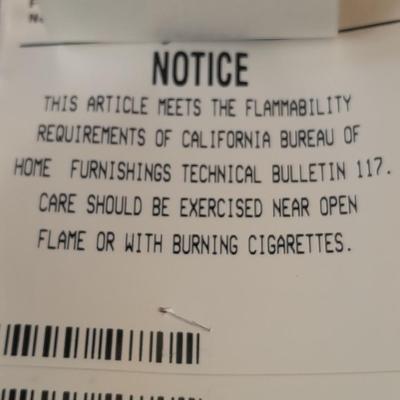 NOTICE
THIS ARTICLE MEETS THE FLAMMABILITY
REQUIREMENTS OF CALIFORNIA BUREAU OF
HOME FURNISHINGS TECHNICAL BULLETIN 117.
CARE SHOULD BE EXERCISED NEAR OPEN
FLAME OR WITH BURNING CIGARETTES.